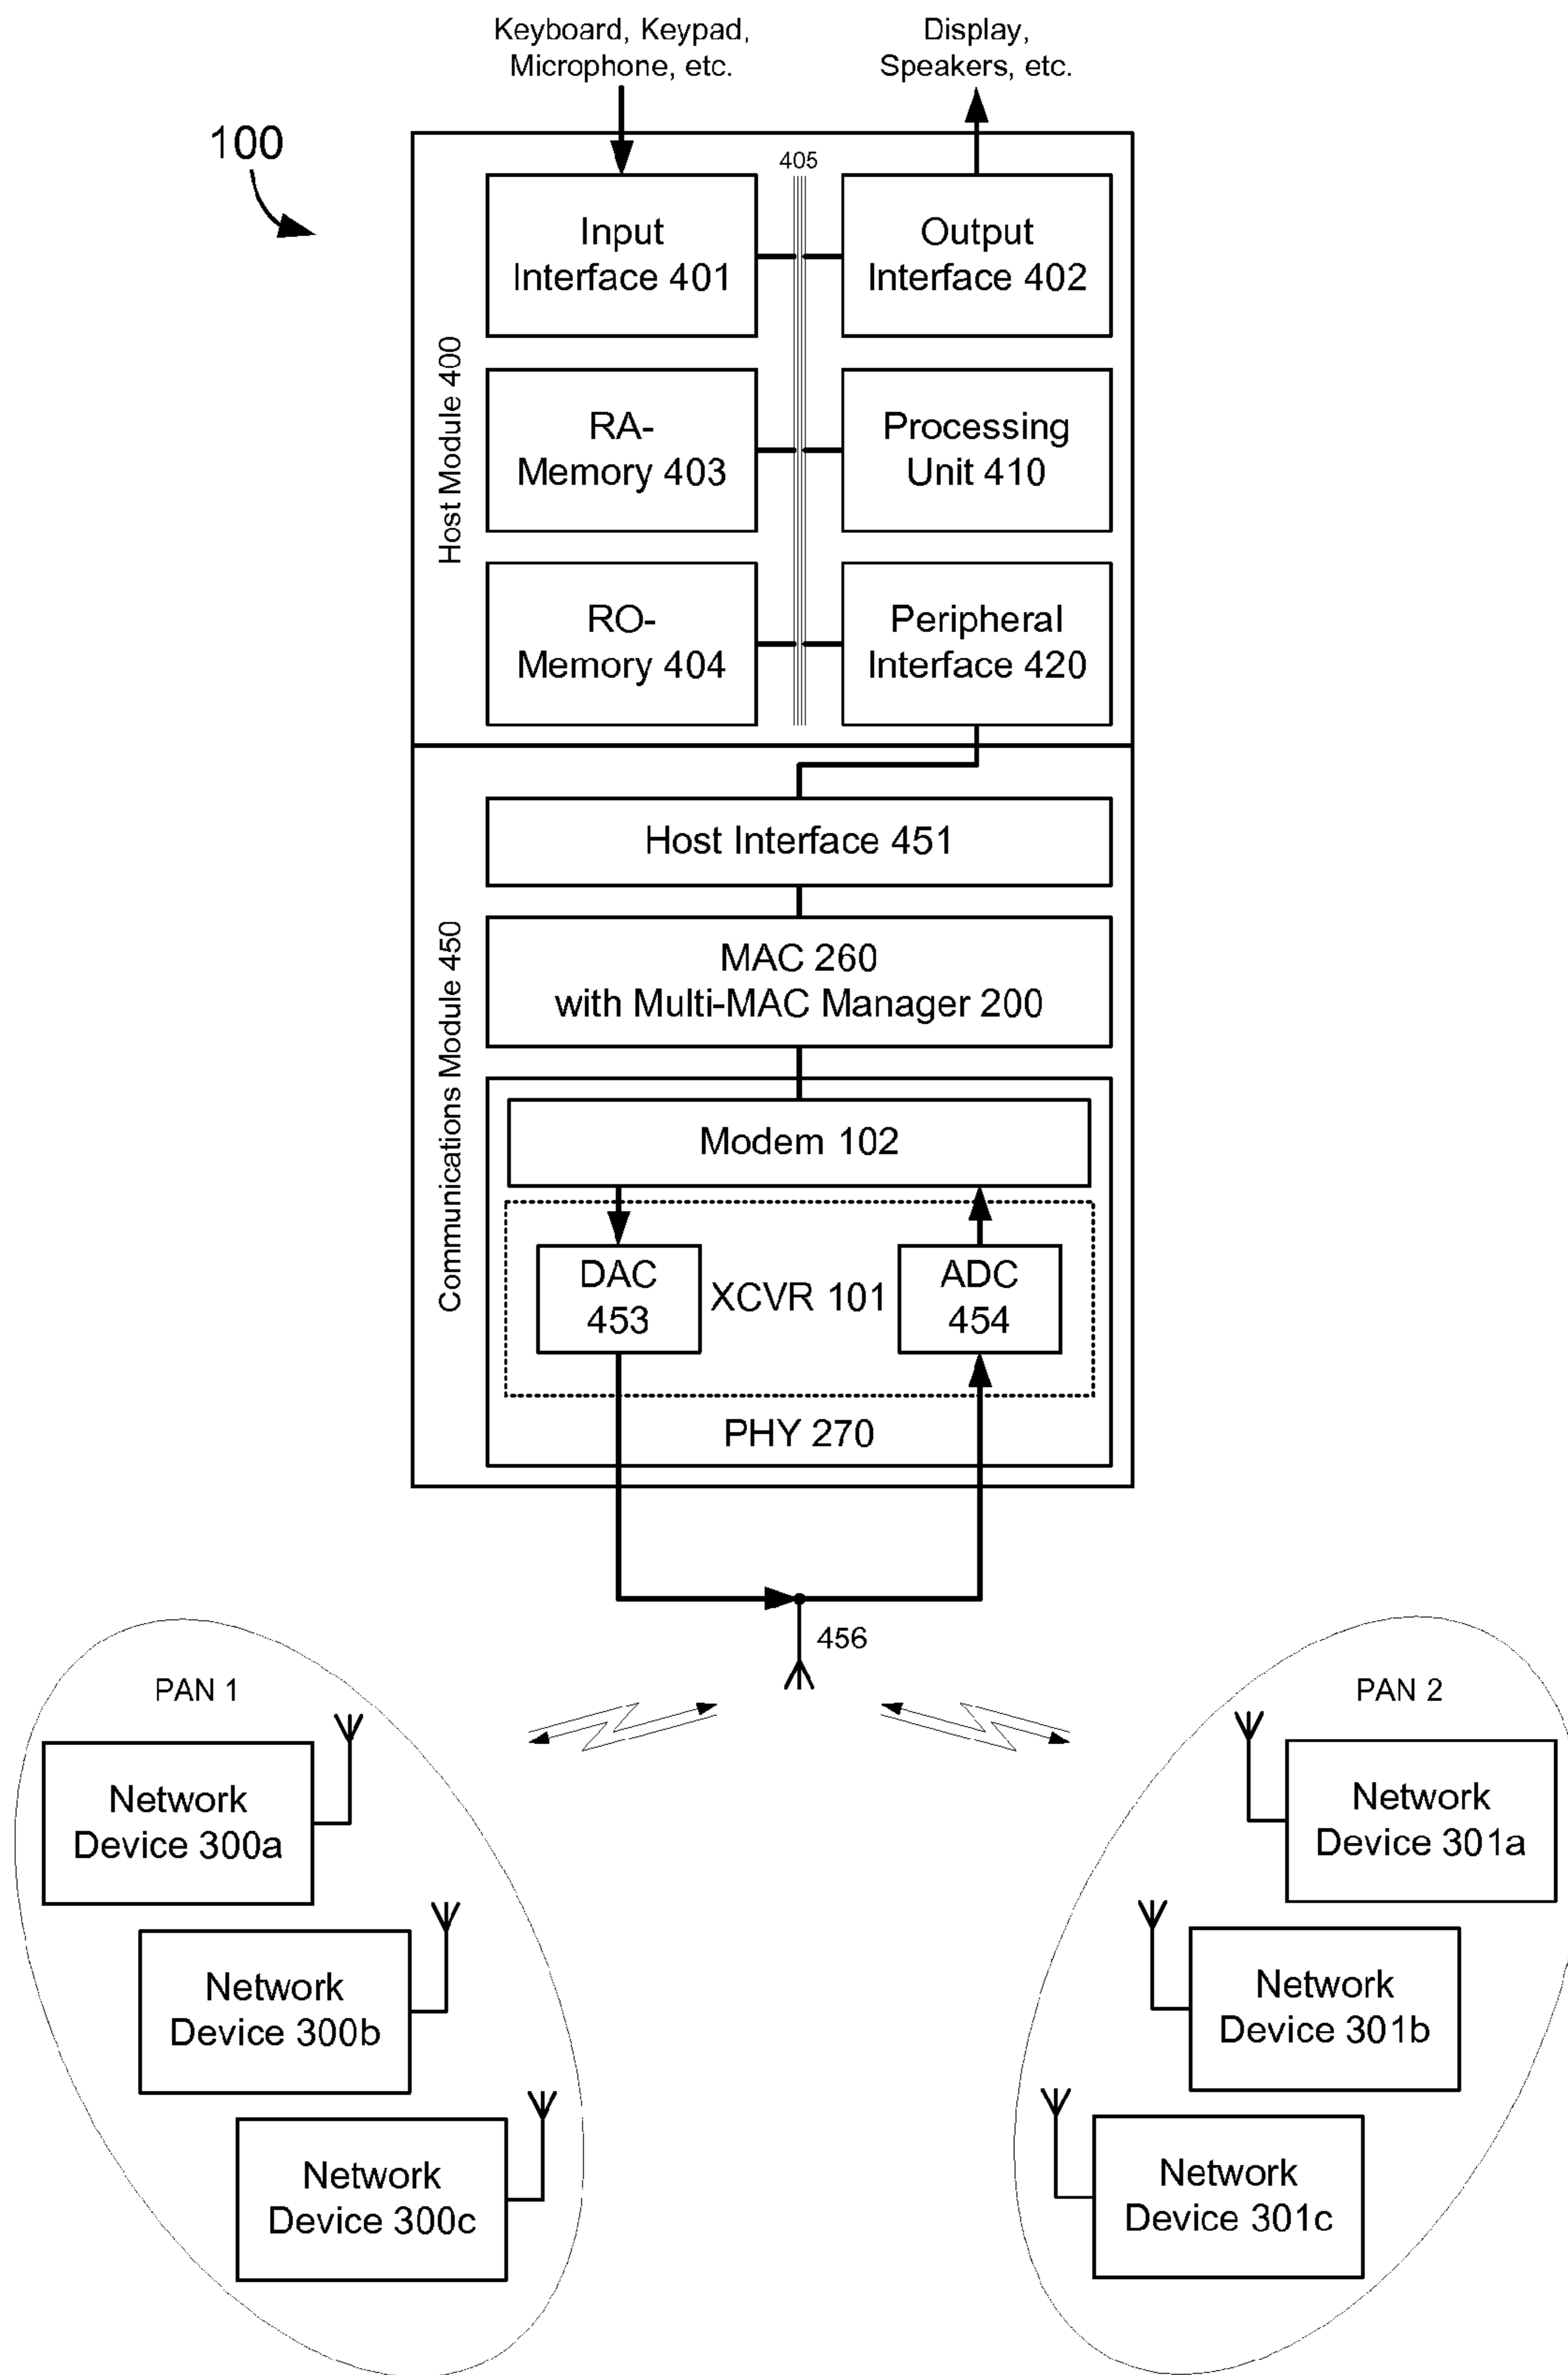 Keyboard, Keypad,
Microphone, etc.
Display,
Speakers, etc.
100
405
Host Module 400
Input
Interface 401
Output
Interface 402
RA-
Memory 403
Processing
Unit 410
RO-
Memory 404
Peripheral
Interface 420
Communications Module 450
Host Interface 451
MAC 260
with Multi-MAC Manager 200
Modem 102
DAC
453
XCVR 101
ADC
454
PHY 270
456
PAN 1
Network
Device 300a
Network
Device 300b
Network
Device 300c
PAN 2
Network
Device 301a
Network
Device 301b
Network
Device 301c